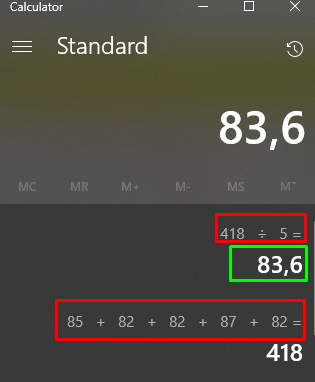 Calculator
Standard
83,6
MC MR M+ M- MS M˅
418 ÷ 5 =
83,6
85 + 82 + 82 + 87 + 82 =
418